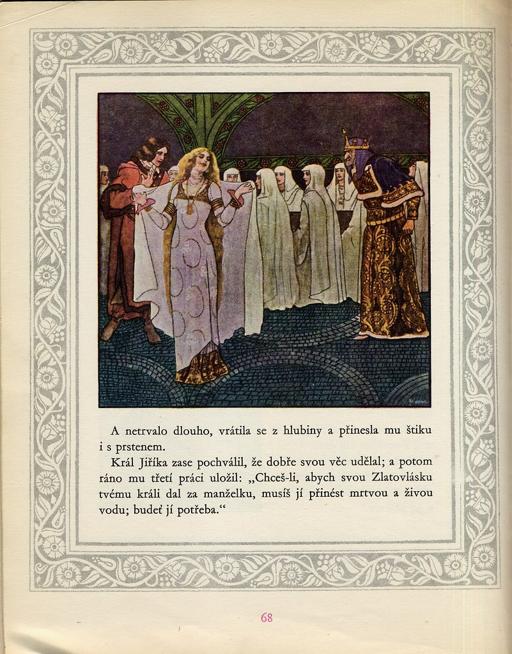 A netrvalo dlouho, vrátila se z hlubiny a přinesla mu štiku
i s prstenem.
Král Jiříka zase pochválil, že dobře svou věc udělal; a potom
ráno mu třetí práci uložil: „Chceš-li, abych svou Zlatovlásku
tvému králi dal za manželku, musíš jí přinést mrtvou a živou
vodu; budeť jí potřeba.“
68